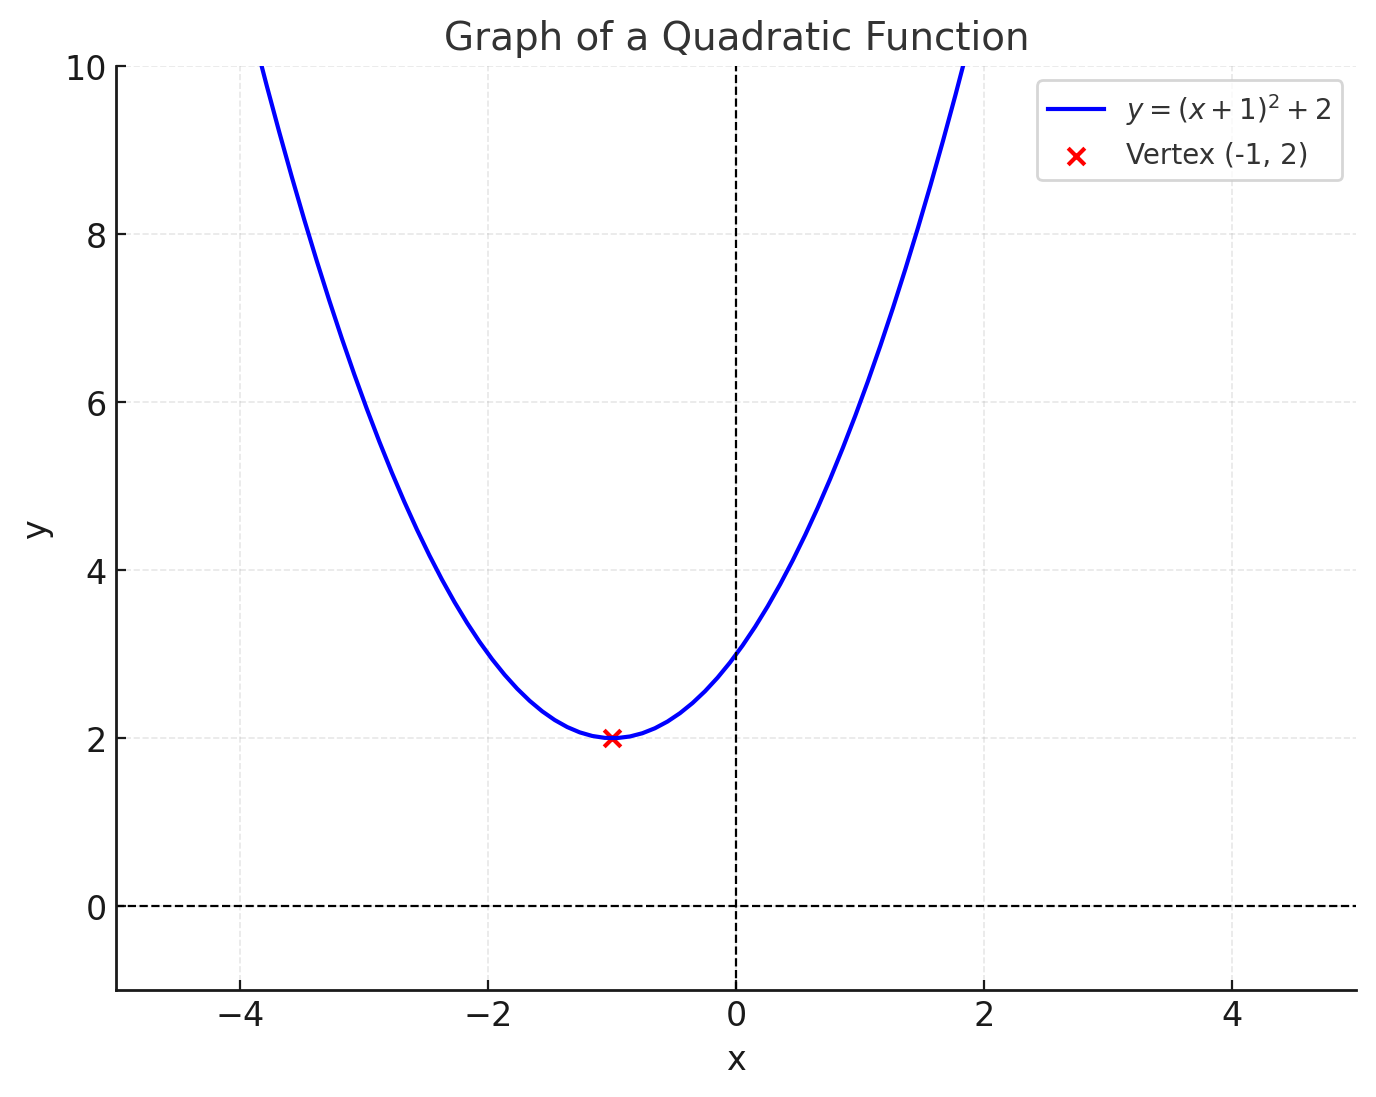 Graph of a Quadratic Function
10
y = (x + 1)² + 2
Vertex (-1, 2)
8
6
y
4
2
0
−4 −2 0 2 4
x